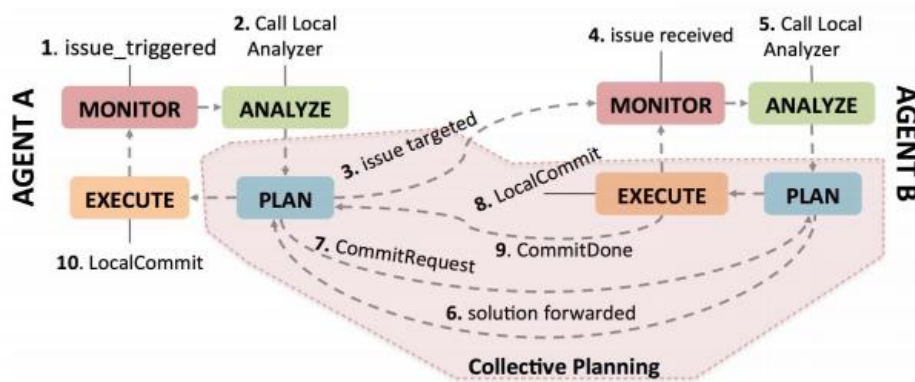 1. issue_triggered
2. Call Local
Analyzer
4. issue received
5. Call Local
Analyzer
AGENT A
MONITOR
ANALYZE
MONITOR
ANALYZE
AGENT B
3. issue targeted
EXECUTE
PLAN
8. LocalCommit
EXECUTE
PLAN
10. LocalCommit
7. CommitRequest
9. CommitDone
6. solution forwarded
Collective Planning